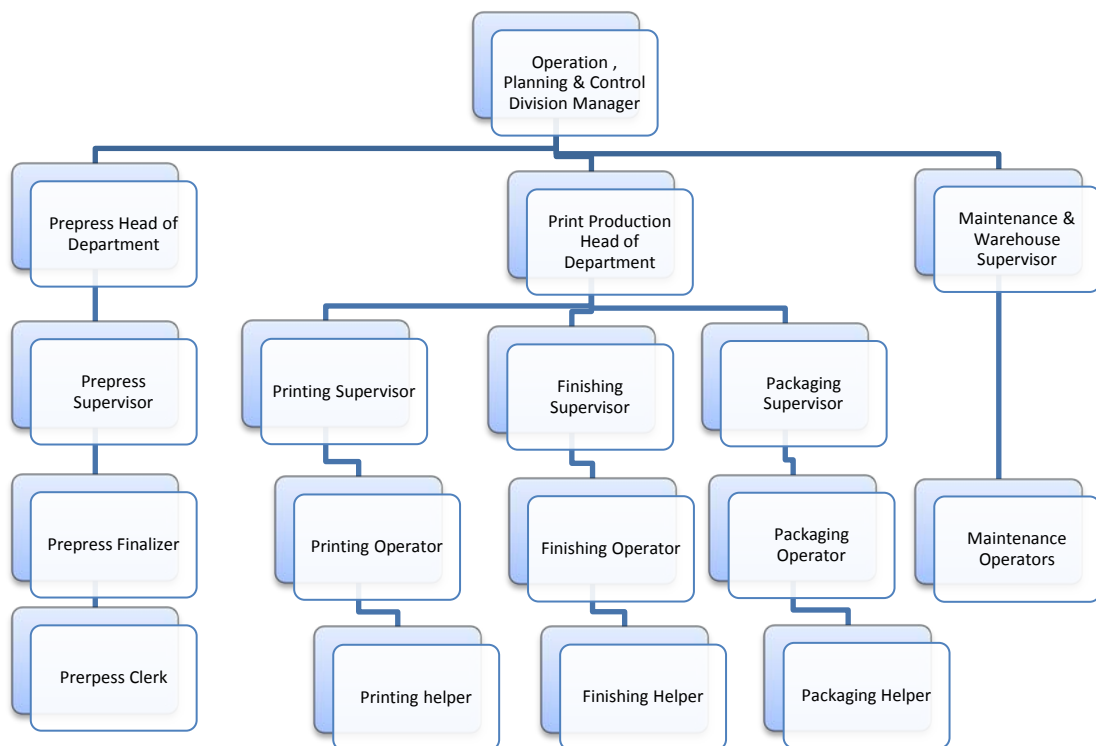 Operation ,
Planning & Control
Division Manager
Prepress Head of
Department
Print Production
Head of
Department
Maintenance &
Warehouse
Supervisor
Prepress
Supervisor
Printing Supervisor
Finishing
Supervisor
Packaging
Supervisor
Prepress Finalizer
Printing Operator
Finishing Operator
Packaging
Operator
Maintenance
Operators
Prerpess Clerk
Printing helper
Finishing Helper
Packaging Helper